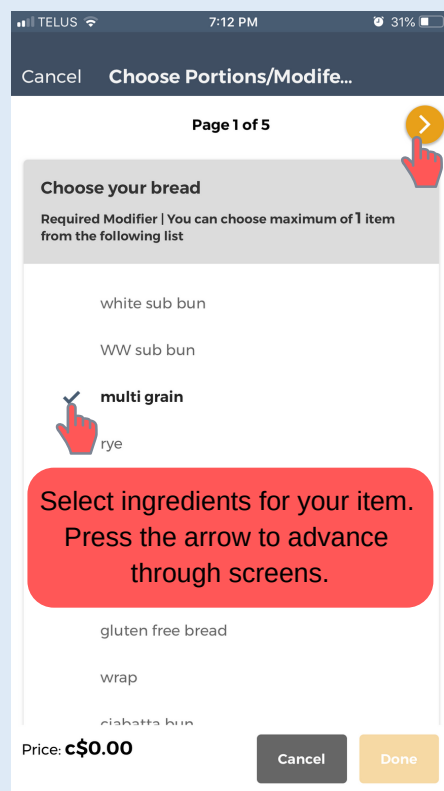 TELUS 7:12 PM 31%
Cancel Choose Portions/Modife...
Page 1 of 5
Choose your bread
Required Modifier | You can choose maximum of 1 item
from the following list
white sub bun
WW sub bun
multi grain
rye
Select ingredients for your item.
Press the arrow to advance
through screens.
gluten free bread
wrap
ciabatta bun
Price: c$0.00
Cancel Done